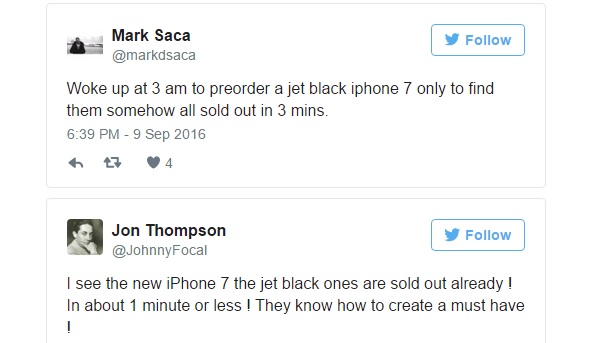 Mark Saca
@markdsaca
Follow
Woke up at 3 am to preorder a jet black iphone 7 only to find
them somehow all sold out in 3 mins.
6:39 PM - 9 Sep 2016
4
Jon Thompson
@JohnnyFocal
Follow
I see the new iPhone 7 the jet black ones are sold out already !
In about 1 minute or less ! They know how to create a must have
!